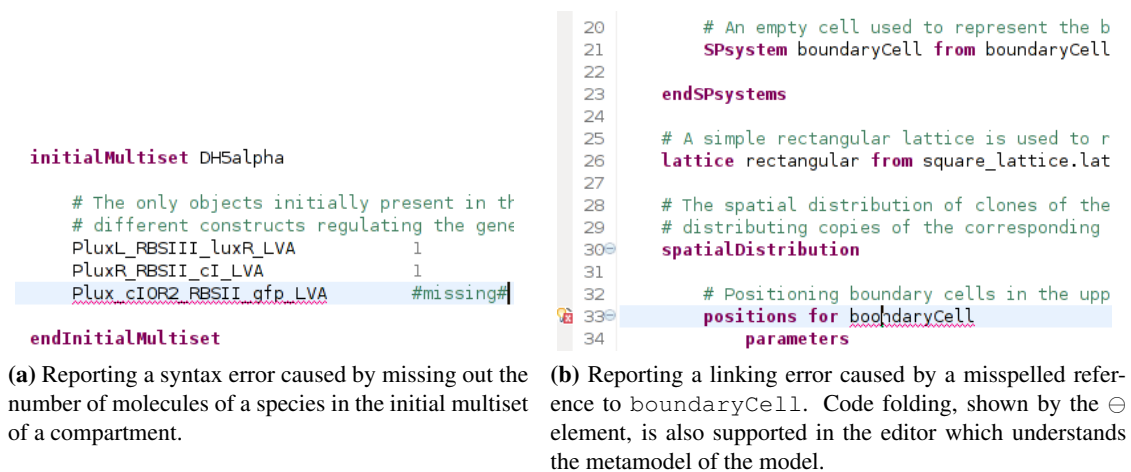 initialMultiset DH5alpha
# The only objects initially present in th
# different constructs regulating the gene
PluxL_RBSIII_luxR_LVA 1
PluxR_RBSII_cI_LVA 1
Plux_cIOR2_RBSII_gfp_LVA #missing#
endInitialMultiset
(a) Reporting a syntax error caused by missing out the
number of molecules of a species in the initial multiset
of a compartment.
20 # An empty cell used to represent the b
21 SPsystem boundaryCell from boundaryCell
22
23 endSPsystems
24
25 # A simple rectangular lattice is used to r
26 lattice rectangular from square_lattice.lat
27
28 # The spatial distribution of clones of the
29 # distributing copies of the corresponding
30⊖ spatialDistribution
31
32 # Positioning boundary cells in the upp
33⊖ positions for boohdaryCell
34 parameters
(b) Reporting a linking error caused by a misspelled refer-
ence to boundaryCell. Code folding, shown by the ⊖
element, is also supported in the editor which understands
the metamodel of the model.